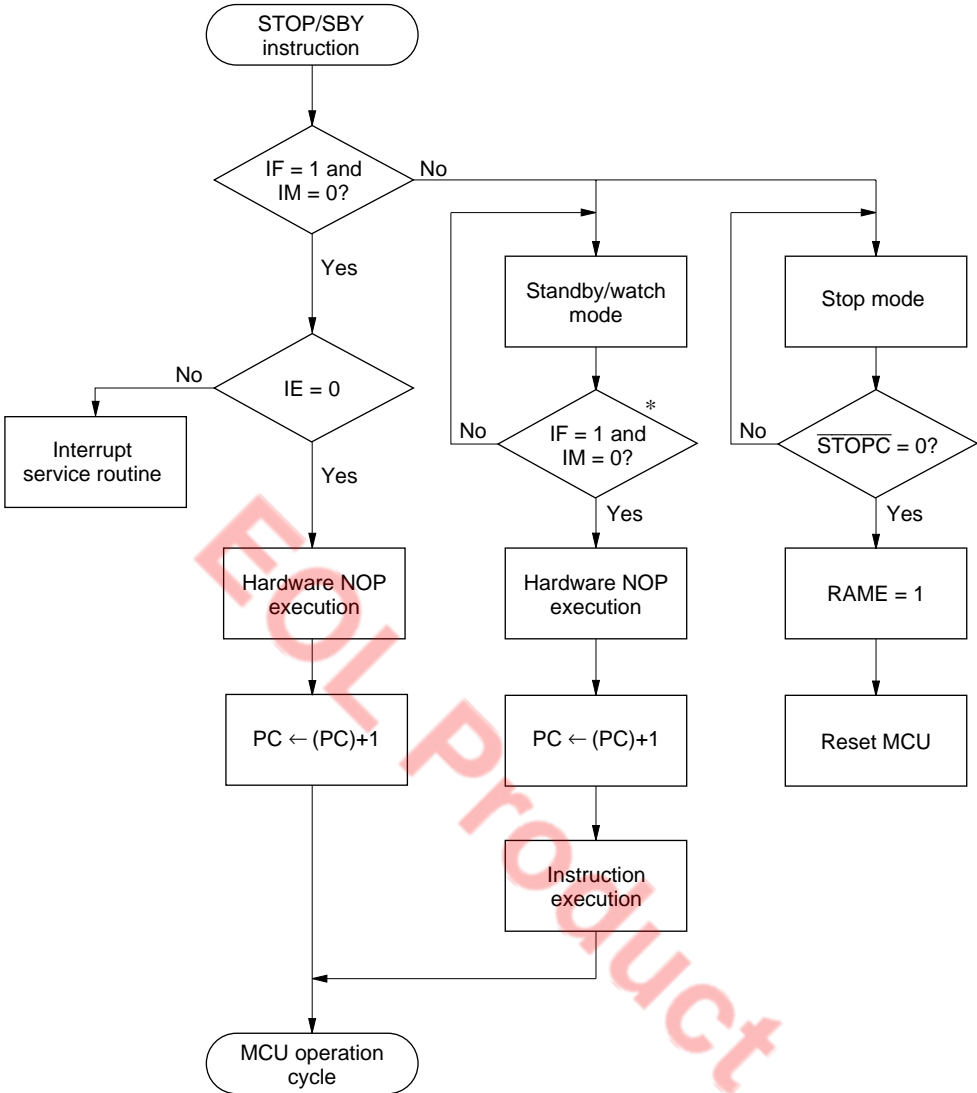 STOP/SBY
instruction
IF = 1 and
IM = 0?
No
Yes
IE = 0
No
Yes
Interrupt
service routine
Hardware NOP
execution
PC ← (PC)+1
Standby/watch
mode
*
IF = 1 and
IM = 0?
No
Yes
Hardware NOP
execution
PC ← (PC)+1
Instruction
execution
Stop mode
S̅T̅O̅P̅C̅ = 0?
No
Yes
RAME = 1
Reset MCU
MCU operation
cycle
EOL Product